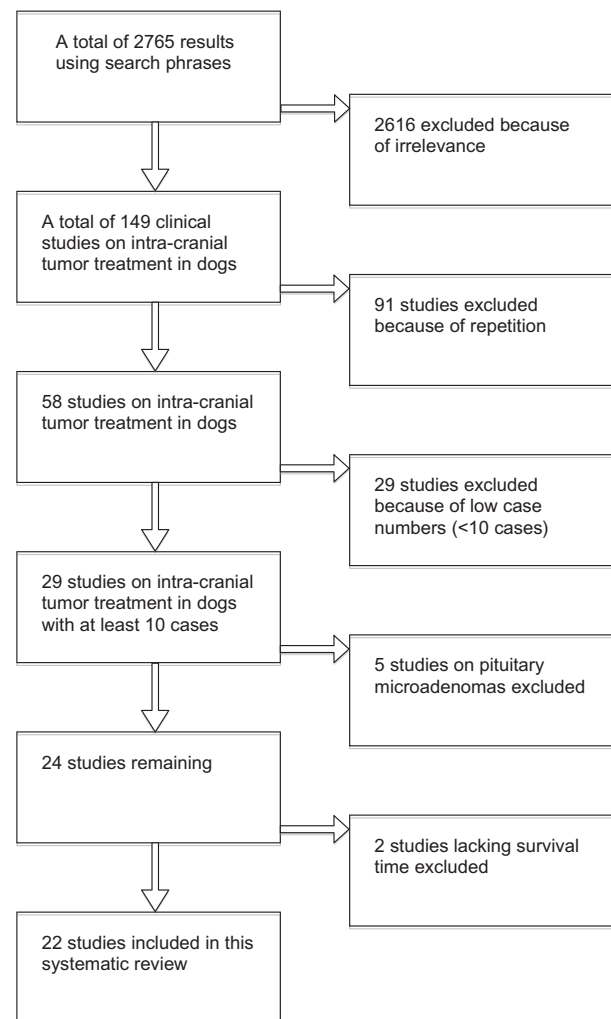 A total of 2765 results
using search phrases
2616 excluded because
of irrelevance
A total of 149 clinical
studies on intra-cranial
tumor treatment in dogs
91 studies excluded
because of repetition
58 studies on intra-cranial
tumor treatment in dogs
29 studies excluded
because of low case
numbers (<10 cases)
29 studies on intra-cranial
tumor treatment in dogs
with at least 10 cases
5 studies on pituitary
microadenomas excluded
24 studies remaining
2 studies lacking survival
time excluded
22 studies included in this
systematic review